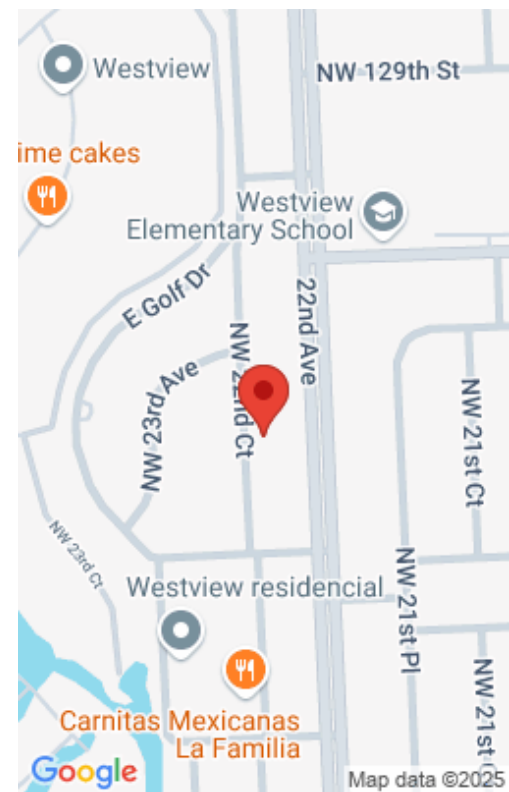 Westview
NW 129th St
ime cakes
Westview
Elementary School
E Golf Dr
22nd Ave
NW 22nd Ct
NW 23rd Ave
NW 21st Ct
NW 23rd Ct
Westview residencial
NW 21st Pl
Carnitas Mexicanas
La Familia
NW 21st
Google
Map data ©2025